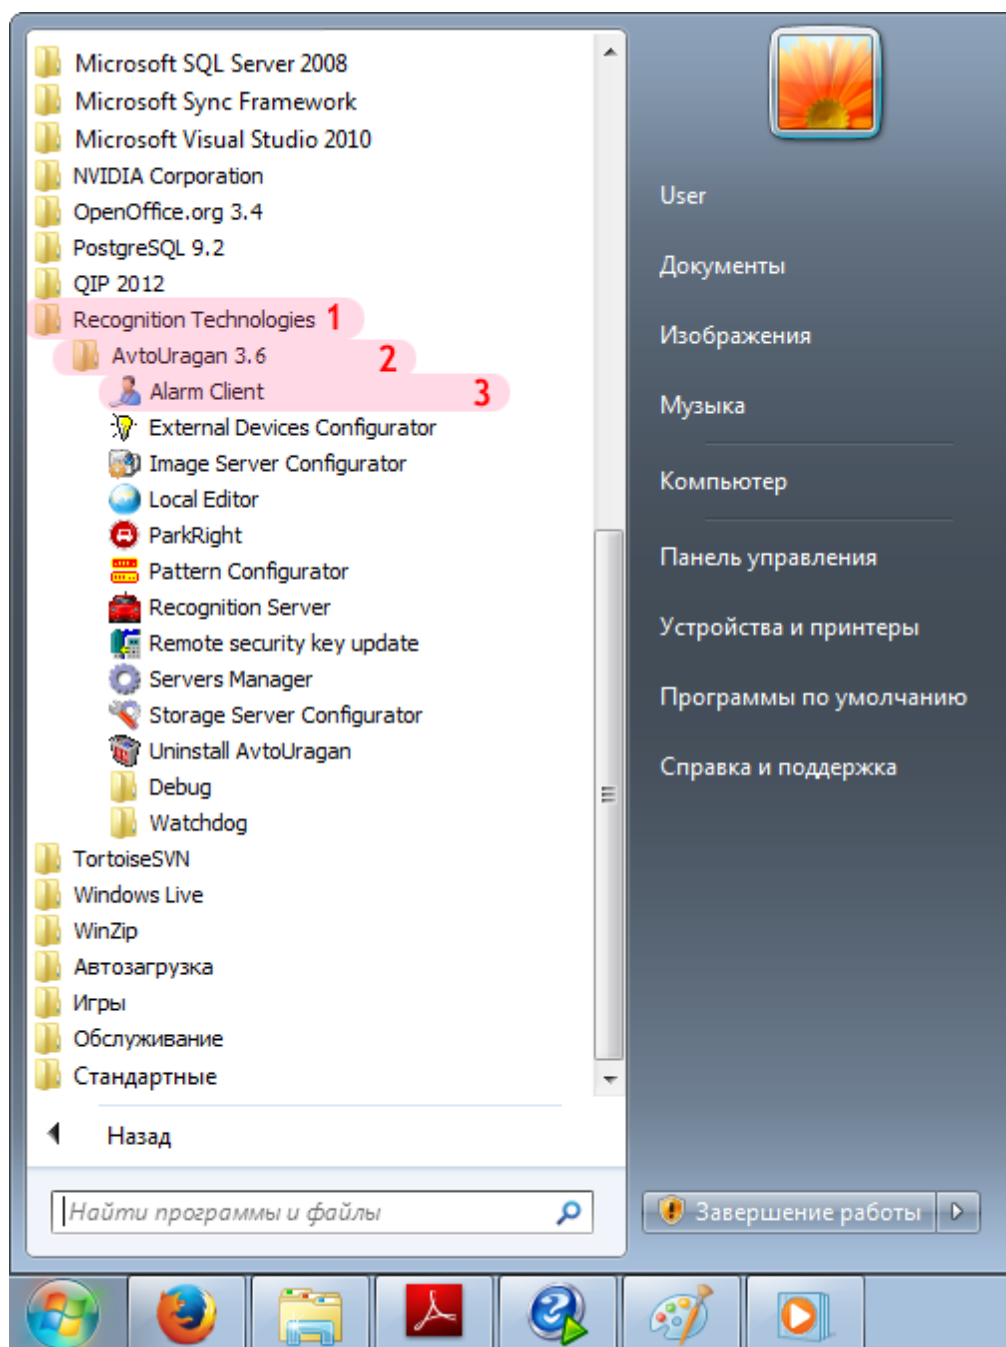 Microsoft SQL Server 2008
Microsoft Sync Framework
Microsoft Visual Studio 2010
NVIDIA Corporation
OpenOffice.org 3.4
PostgreSQL 9.2
QIP 2012
Recognition Technologies 1
AvtoUragan 3.6 2
Alarm Client 3
External Devices Configurator
Image Server Configurator
Local Editor
ParkRight
Pattern Configurator
Recognition Server
Remote security key update
Servers Manager
Storage Server Configurator
Uninstall AvtoUragan
Debug
Watchdog
TortoiseSVN
Windows Live
WinZip
Автозагрузка
Игры
Обслуживание
Стандартные
Назад
Найти программы и файлы
User
Документы
Изображения
Музыка
Компьютер
Панель управления
Устройства и принтеры
Программы по умолчанию
Справка и поддержка
Завершение работы